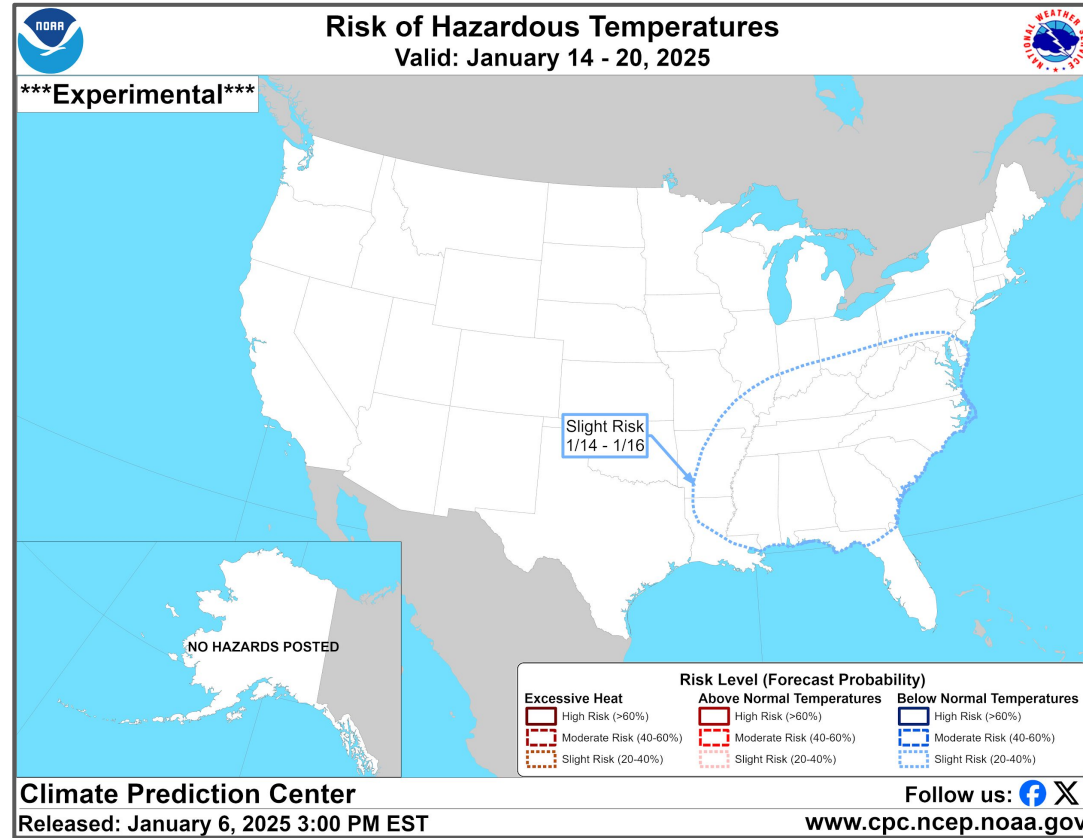 NOAA
Risk of Hazardous Temperatures
Valid: January 14 - 20, 2025
NATIONAL WEATHER
***Experimental***
Slight Risk
1/14 - 1/16
NO HAZARDS POSTED
Risk Level (Forecast Probability)
Excessive Heat
High Risk (>60%)
Moderate Risk (40-60%)
Slight Risk (20-40%)
Above Normal Temperatures
High Risk (>60%)
Moderate Risk (40-60%)
Slight Risk (20-40%)
Below Normal Temperatures
High Risk (>60%)
Moderate Risk (40-60%)
Slight Risk (20-40%)
Climate Prediction Center
Follow us:
Released: January 6, 2025 3:00 PM EST
www.cpc.ncep.noaa.gov